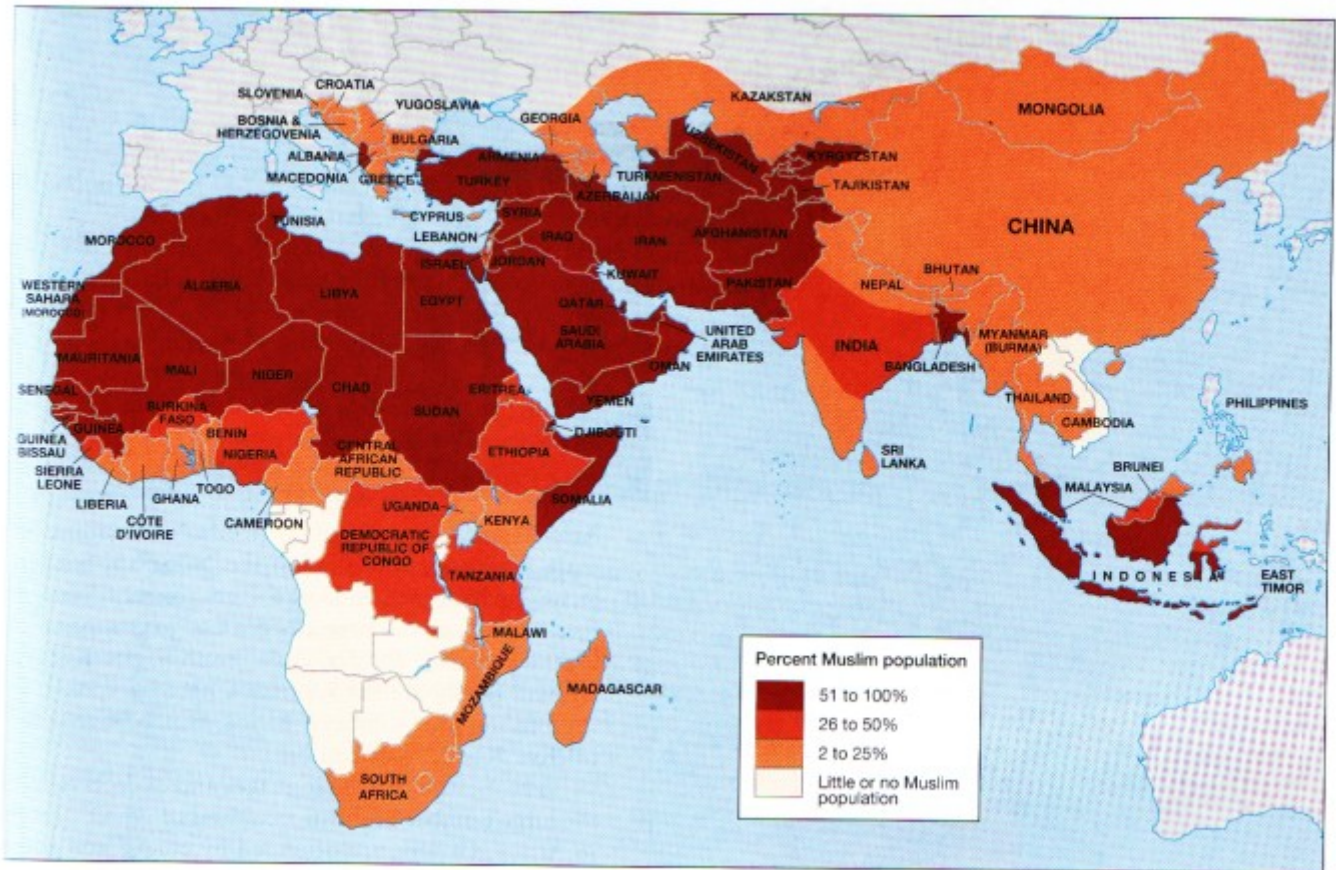 SLOVENIA
CROATIA
BOSNIA &
HERZEGOVENIA
YUGOSLAVIA
BULGARIA
ALBANIA
MACEDONIA
GREECE
GEORGIA
ARMENIA
AZERBAIJAN
TURKEY
KAZAKSTAN
UZBEKISTAN
TURKMENISTAN
KYRGYZSTAN
TAJIKISTAN
MONGOLIA
CHINA
CYPRUS
LEBANON
SYRIA
ISRAEL
JORDAN
IRAQ
IRAN
KUWAIT
AFGHANISTAN
PAKISTAN
QATAR
SAUDI
ARABIA
UNITED
ARAB
EMIRATES
OMAN
YEMEN
NEPAL
BHUTAN
INDIA
BANGLADESH
MYANMAR
(BURMA)
THAILAND
CAMBODIA
SRI
LANKA
PHILIPPINES
BRUNEI
MALAYSIA
INDONESIA
EAST
TIMOR
MOROCCO
TUNISIA
WESTERN
SAHARA
(MOROCCO)
ALGERIA
LIBYA
EGYPT
MAURITANIA
MALI
NIGER
CHAD
SUDAN
ERITREA
DJIBOUTI
SENEGAL
GUINEA
GUINEA
BISSAU
SIERRA
LEONE
LIBERIA
CÔTE
D'IVOIRE
GHANA
TOGO
BURKINA
FASO
BENIN
NIGERIA
CAMEROON
CENTRAL
AFRICAN
REPUBLIC
ETHIOPIA
SOMALIA
UGANDA
KENYA
DEMOCRATIC
REPUBLIC OF
CONGO
TANZANIA
MALAWI
MOZAMBIQUE
MADAGASCAR
SOUTH
AFRICA
Percent Muslim population
51 to 100%
26 to 50%
2 to 25%
Little or no Muslim
population